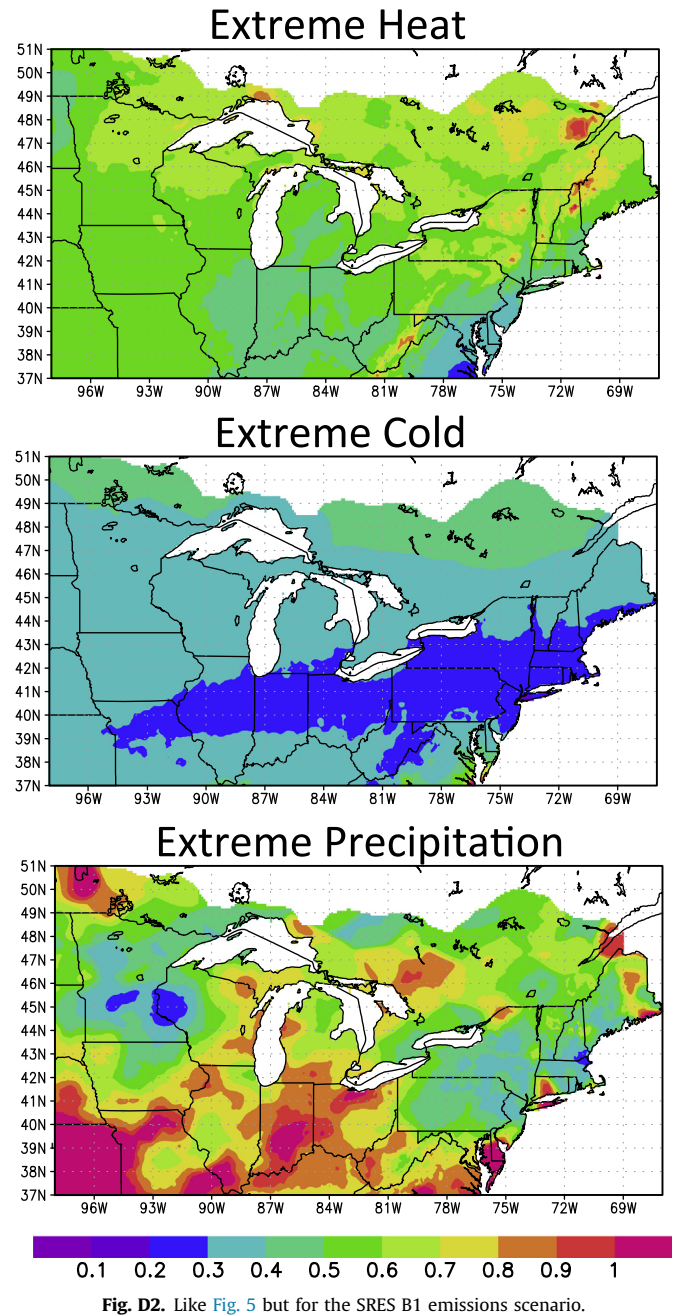 Extreme Heat
51N
50N
49N
48N
47N
46N
45N
44N
43N
42N
41N
40N
39N
38N
37N
96W 93W 90W 87W 84W 81W 78W 75W 72W 69W
Extreme Cold
51N
50N
49N
48N
47N
46N
45N
44N
43N
42N
41N
40N
39N
38N
37N
96W 93W 90W 87W 84W 81W 78W 75W 72W 69W
Extreme Precipitation
51N
50N
49N
48N
47N
46N
45N
44N
43N
42N
41N
40N
39N
38N
37N
96W 93W 90W 87W 84W 81W 78W 75W 72W 69W
0.1 0.2 0.3 0.4 0.5 0.6 0.7 0.8 0.9 1
Fig. D2. Like Fig. 5 but for the SRES B1 emissions scenario.